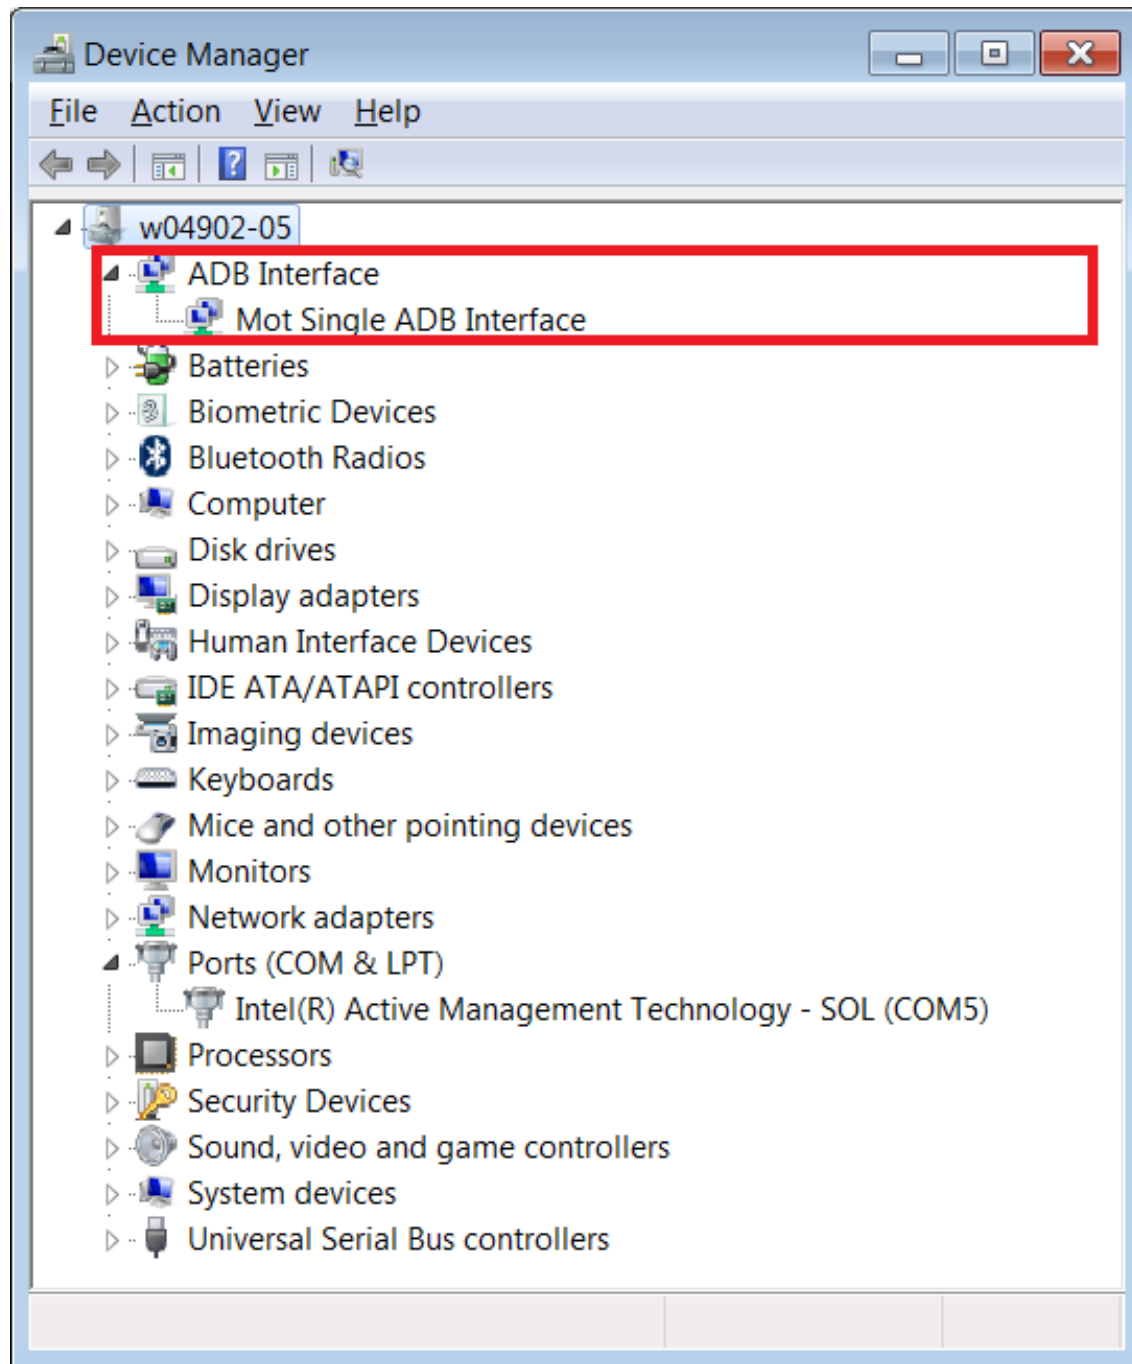 Device Manager
File Action View Help
w04902-05
ADB Interface
Mot Single ADB Interface
Batteries
Biometric Devices
Bluetooth Radios
Computer
Disk drives
Display adapters
Human Interface Devices
IDE ATA/ATAPI controllers
Imaging devices
Keyboards
Mice and other pointing devices
Monitors
Network adapters
Ports (COM & LPT)
Intel(R) Active Management Technology - SOL (COM5)
Processors
Security Devices
Sound, video and game controllers
System devices
Universal Serial Bus controllers